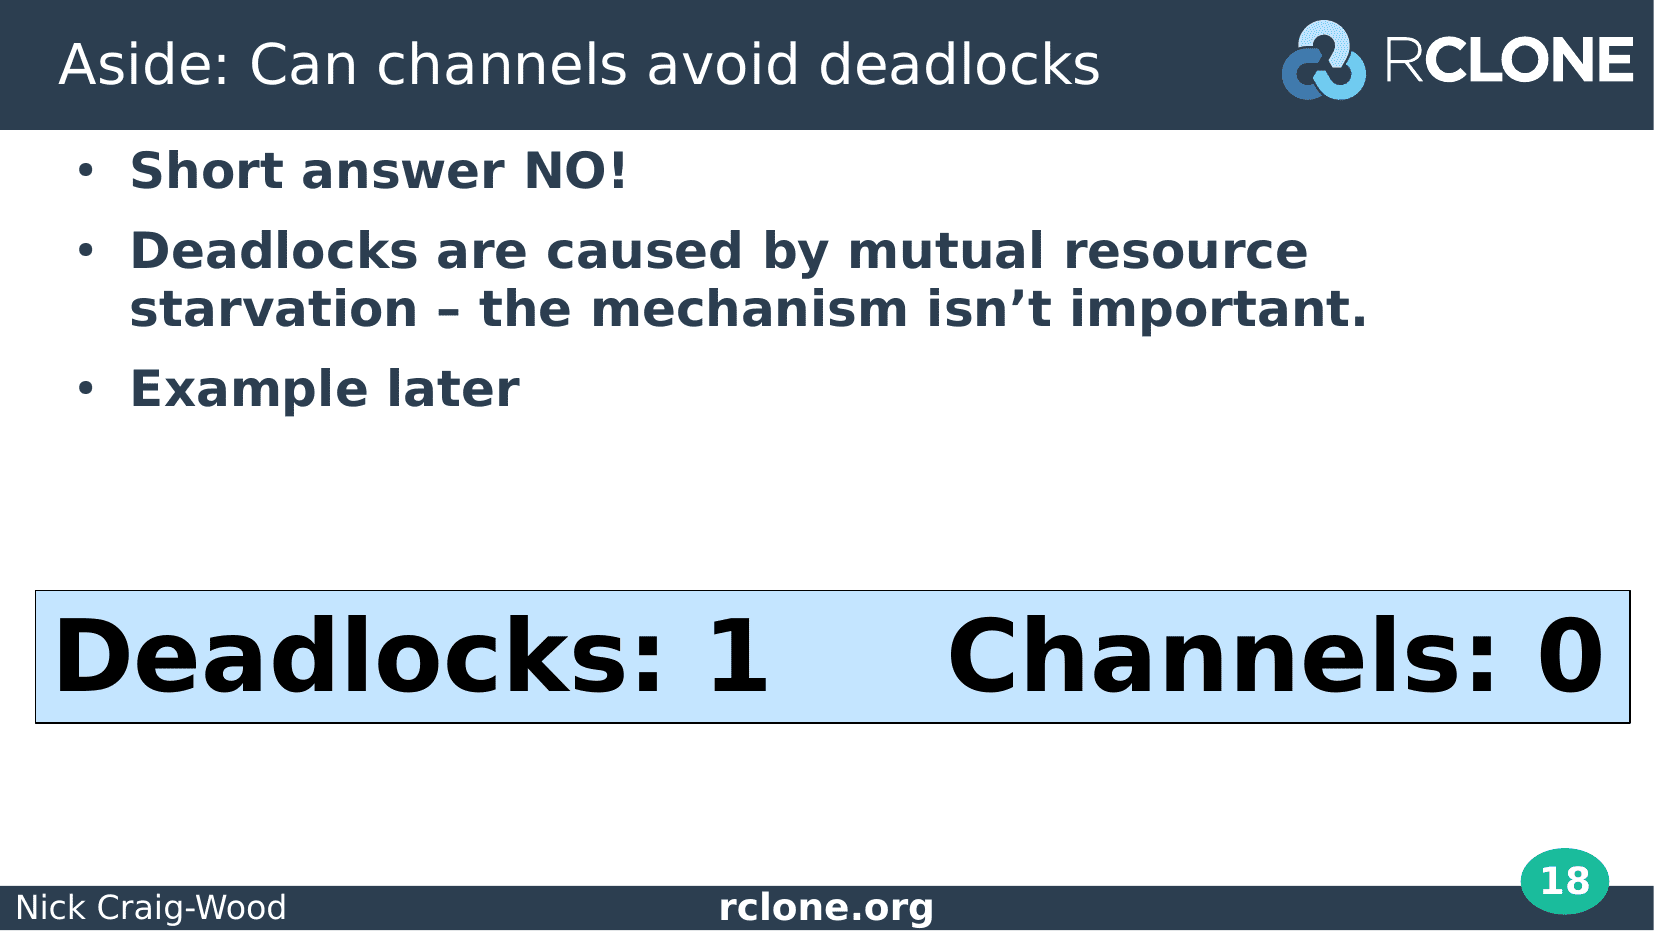 Aside: Can channels avoid deadlocks
RCLONE
• Short answer NO!
• Deadlocks are caused by mutual resource
starvation – the mechanism isn’t important.
• Example later
Deadlocks: 1 Channels: 0
18
Nick Craig-Wood
rclone.org